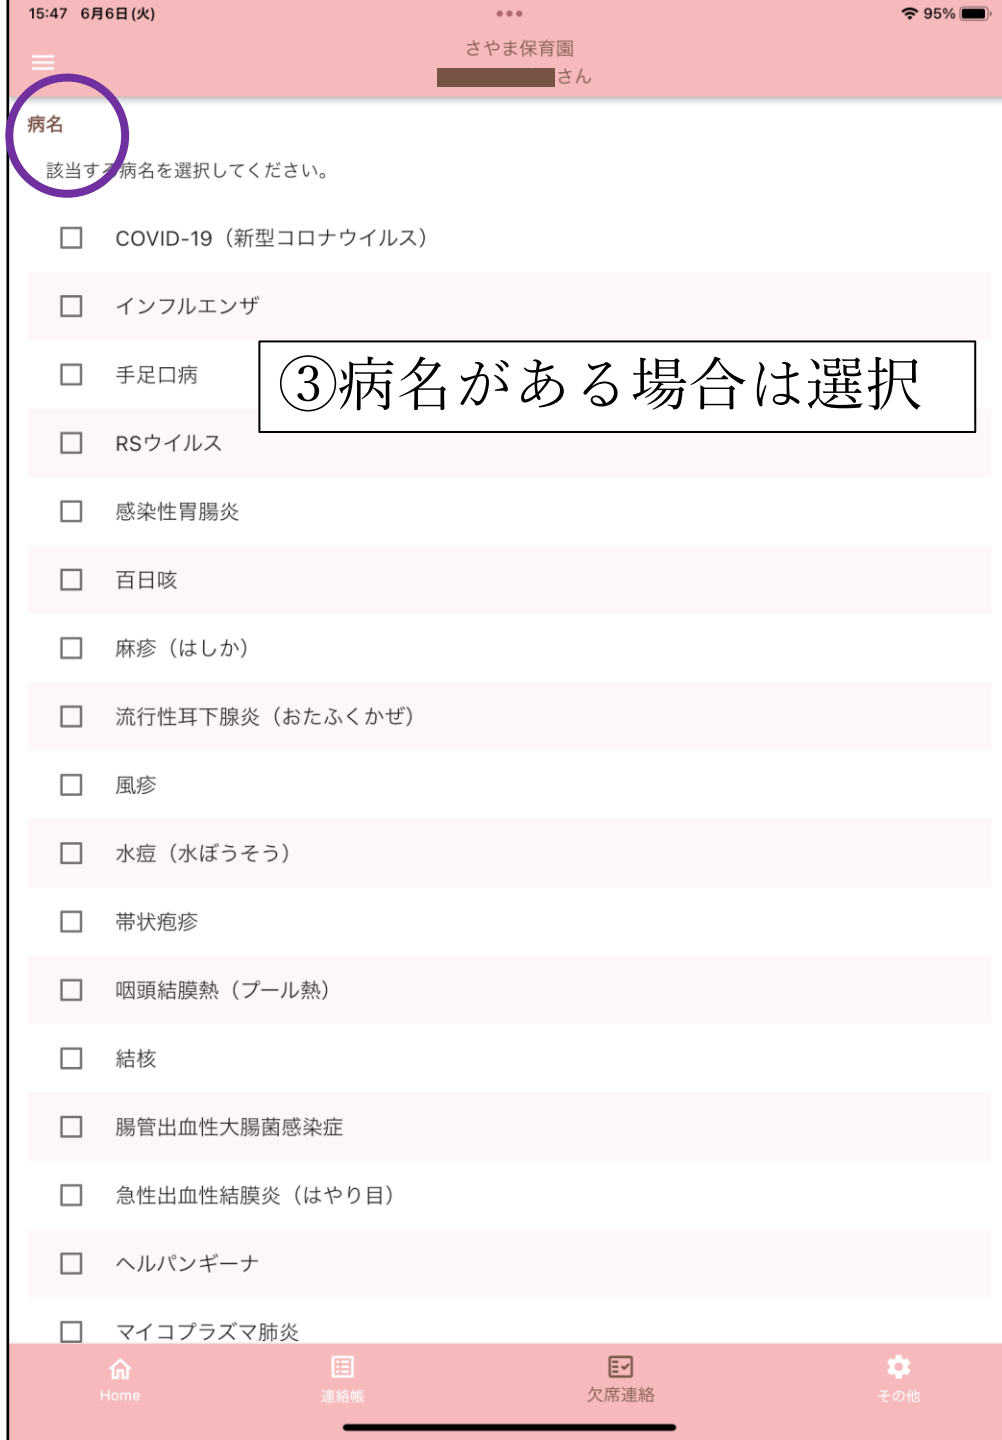 15:47 6月6日(火)
95%
さやま保育園
さん
病名
該当する病名を選択してください。
COVID-19（新型コロナウイルス）
インフルエンザ
手足口病
③病名がある場合は選択
RSウイルス
感染性胃腸炎
百日咳
麻疹（はしか）
流行性耳下腺炎（おたふくかぜ）
風疹
水痘（水ぼうそう）
帯状疱疹
咽頭結膜熱（プール熱）
結核
腸管出血性大腸菌感染症
急性出血性結膜炎（はやり目）
ヘルパンギーナ
マイコプラズマ肺炎
Home 連絡帳 欠席連絡 その他